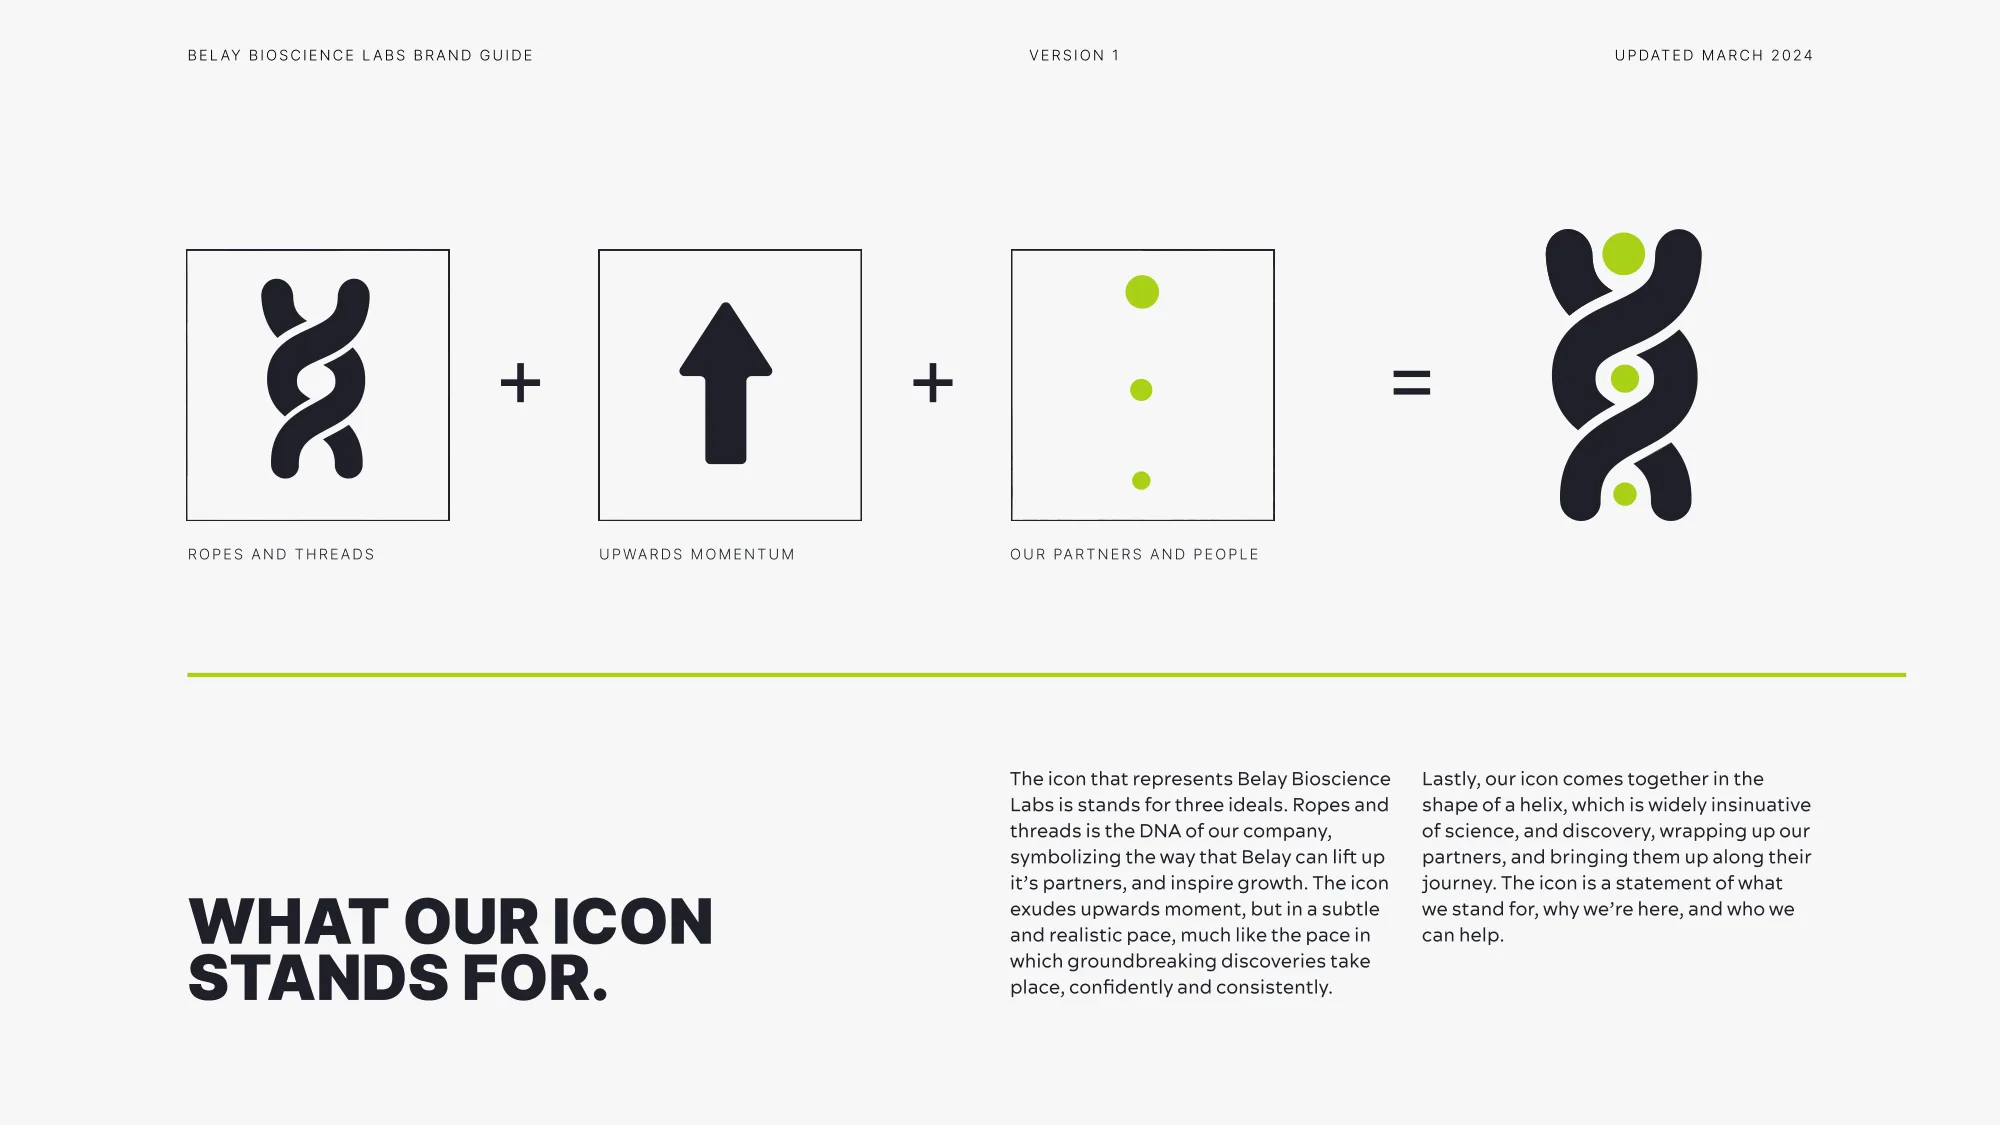 BELAY BIOSCIENCE LABS BRAND GUIDE
VERSION 1
UPDATED MARCH 2024
+
+
=
ROPES AND THREADS
UPWARDS MOMENTUM
OUR PARTNERS AND PEOPLE
WHAT OUR ICON
STANDS FOR.
The icon that represents Belay Bioscience
Labs is stands for three ideals. Ropes and
threads is the DNA of our company,
symbolizing the way that Belay can lift up
it’s partners, and inspire growth. The icon
exudes upwards moment, but in a subtle
and realistic pace, much like the pace in
which groundbreaking discoveries take
place, confidently and consistently.
Lastly, our icon comes together in the
shape of a helix, which is widely insinuative
of science, and discovery, wrapping up our
partners, and bringing them up along their
journey. The icon is a statement of what
we stand for, why we’re here, and who we
can help.